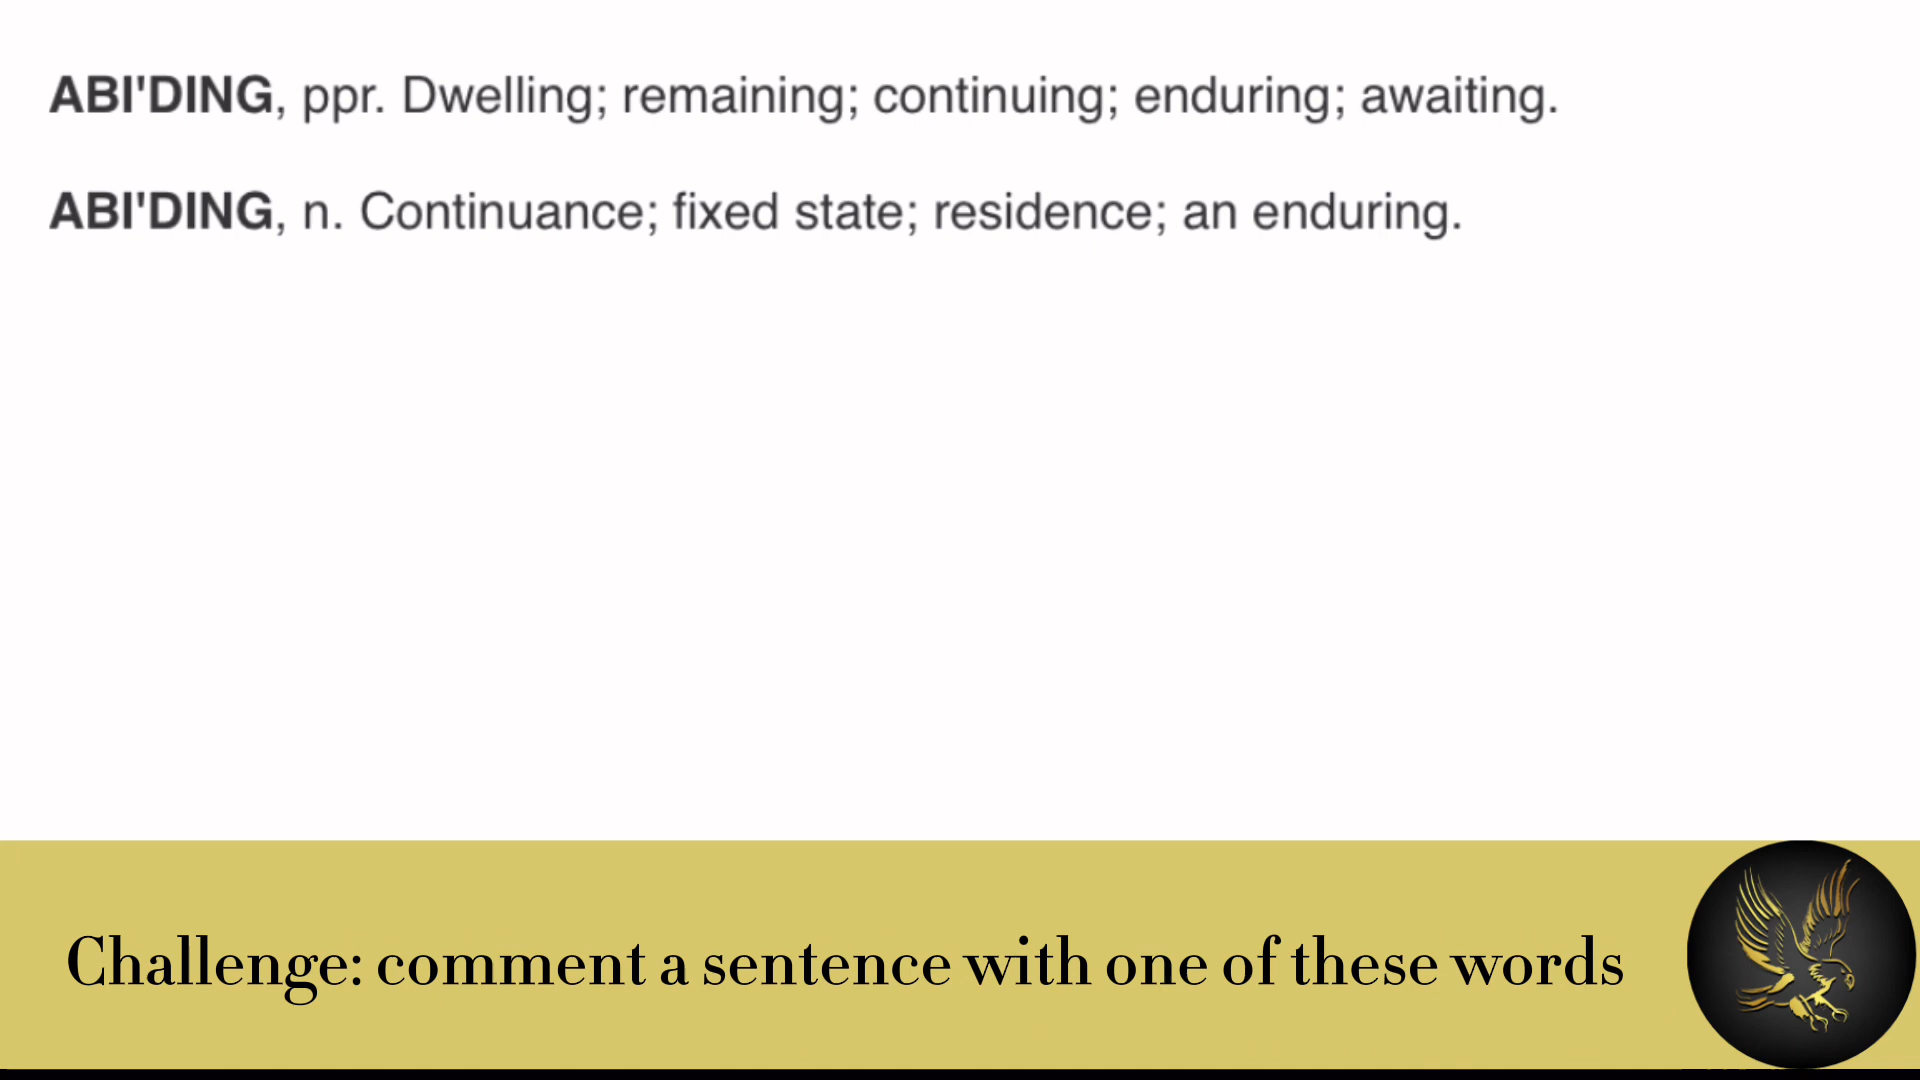 ABI'DING, ppr. Dwelling; remaining; continuing; enduring; awaiting.
ABI'DING, n. Continuance; fixed state; residence; an enduring.
Challenge: comment a sentence with one of these words